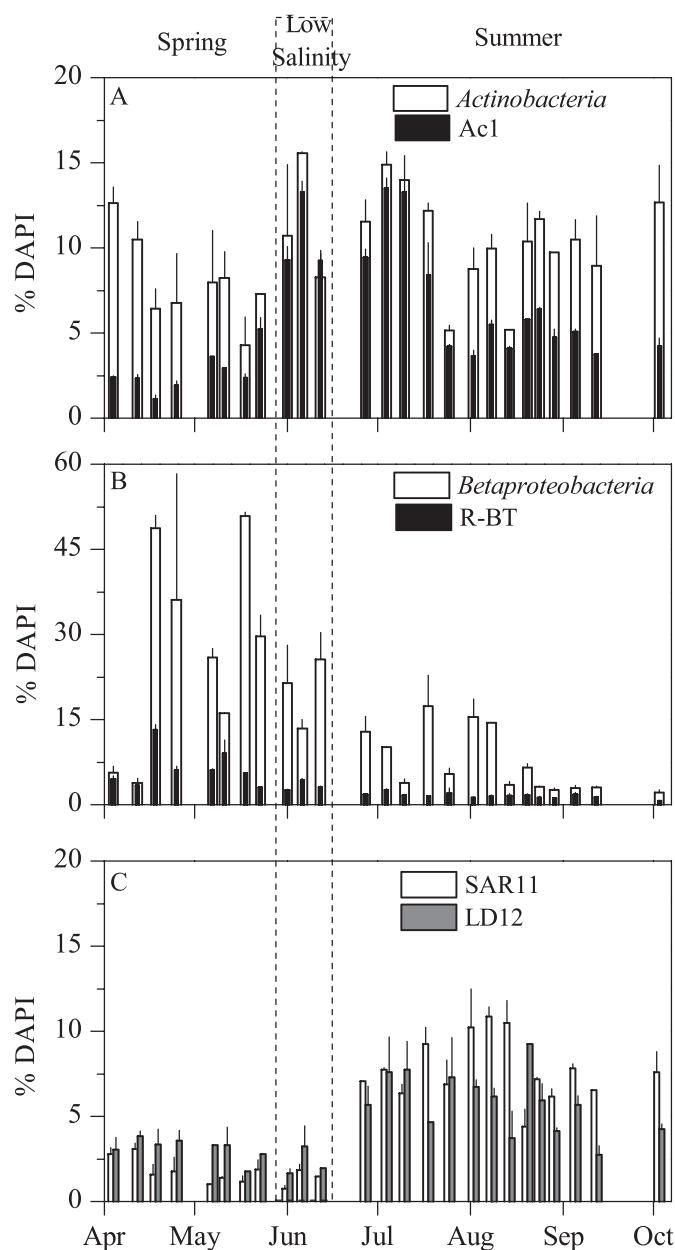 Spring
Low
Salinity
Summer
20
A
Actinobacteria
Ac1
15
10
5
0
% DAPI
60
B
Betaproteobacteria
R-BT
45
30
15
0
% DAPI
20
C
SAR11
LD12
15
10
5
0
% DAPI
Apr May Jun Jul Aug Sep Oct